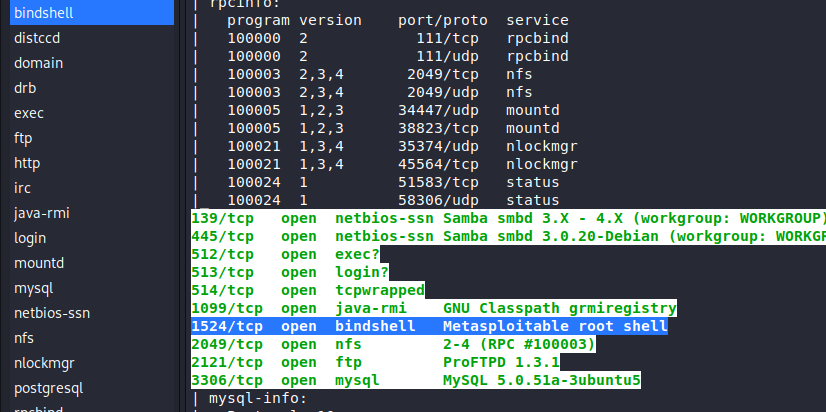 bindshell
distccd
domain
drb
exec
ftp
http
irc
java-rmi
login
mountd
mysql
netbios-ssn
nfs
nlockmgr
postgresql
rpcbind
| rpcinfo:
|   program version    port/proto  service
|   100000  2            111/tcp   rpcbind
|   100000  2            111/udp   rpcbind
|   100003  2,3,4       2049/tcp   nfs
|   100003  2,3,4       2049/udp   nfs
|   100005  1,2,3      34447/udp   mountd
|   100005  1,2,3      38823/tcp   mountd
|   100021  1,3,4      35374/udp   nlockmgr
|   100021  1,3,4      45564/tcp   nlockmgr
|   100024  1          51583/tcp   status
|_  100024  1          58306/udp   status
139/tcp   open  netbios-ssn Samba smbd 3.X - 4.X (workgroup: WORKGROUP)
445/tcp   open  netbios-ssn Samba smbd 3.0.20-Debian (workgroup: WORKGR
512/tcp   open  exec?
513/tcp   open  login?
514/tcp   open  tcpwrapped
1099/tcp  open  java-rmi    GNU Classpath grmiregistry
1524/tcp  open  bindshell   Metasploitable root shell
2049/tcp  open  nfs         2-4 (RPC #100003)
2121/tcp  open  ftp         ProFTPD 1.3.1
3306/tcp  open  mysql       MySQL 5.0.51a-3ubuntu5
| mysql-info: